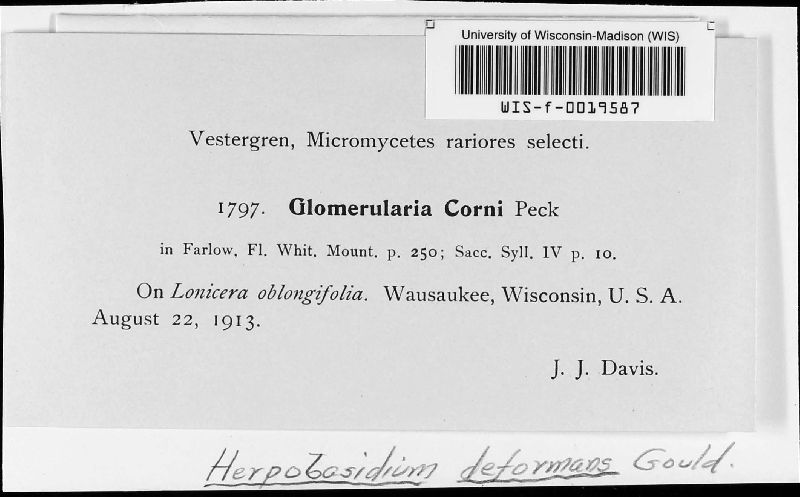 University of Wisconsin-Madison (WIS)
WIS-f-0019587
Vestergren, Micromycetes rariores selecti.
1797. Glomerularia Corni Peck
in Farlow, Fl. Whit. Mount. p. 250; Sacc. Syll. IV p. 10.
On Lonicera oblongifolia. Wausaukee, Wisconsin, U. S. A.
August 22, 1913.
J. J. Davis.
Herpobasidium deformans Gould.